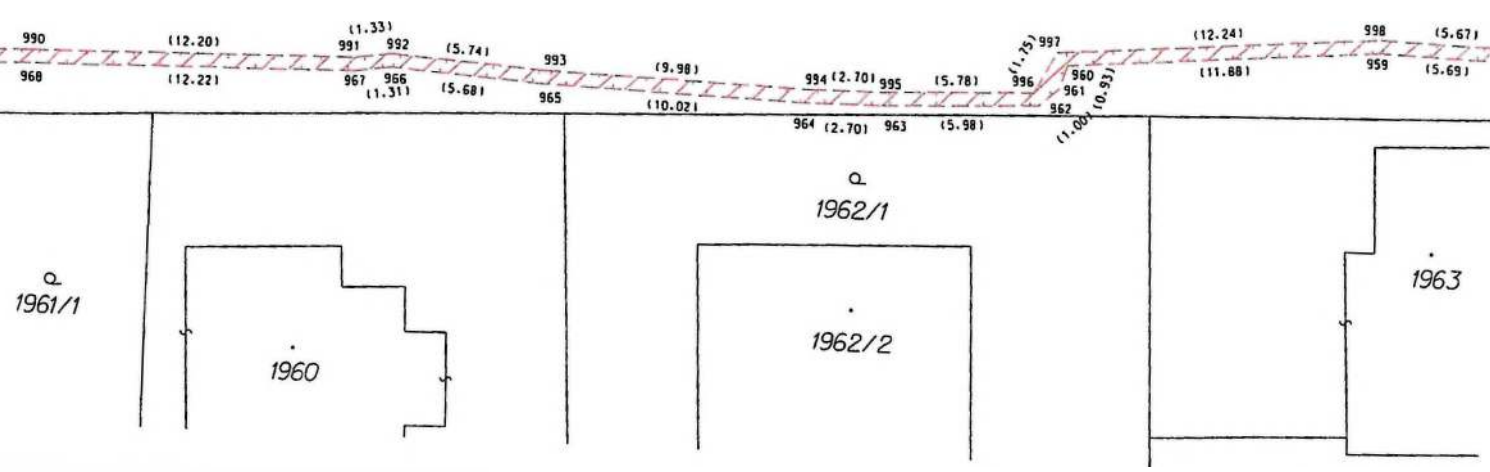 990 (12.20) (1.33) 991 992 (5.74) 993 (9.98) 994 (2.70) 995 (5.78) 996 (1.75) 997 (12.24) 998 (5.67)
968 (12.22) 967 966 (1.31) (5.68) 965 (10.02) 964 (2.70) 963 (5.98) 962 (1.00) 961 (0.93) 960 (11.88) 959 (5.69)
1962/1
1961/1
1963
1962/2
1960